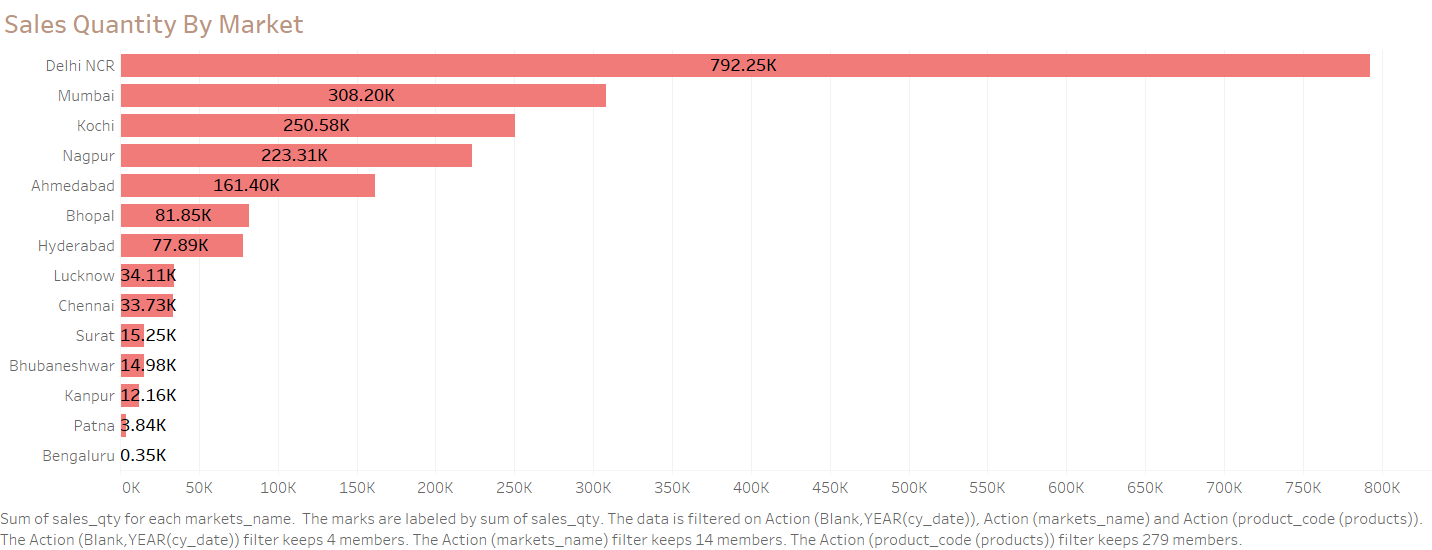 Sales Quantity By Market
Delhi NCR 792.25K
Mumbai 308.20K
Kochi 250.58K
Nagpur 223.31K
Ahmedabad 161.40K
Bhopal 81.85K
Hyderabad 77.89K
Lucknow 34.11K
Chennai 33.73K
Surat 15.25K
Bhubaneshwar 14.98K
Kanpur 12.16K
Patna 3.84K
Bengaluru 0.35K
0K 50K 100K 150K 200K 250K 300K 350K 400K 450K 500K 550K 600K 650K 700K 750K 800K
Sum of sales_qty for each markets_name.  The marks are labeled by sum of sales_qty. The data is filtered on Action (Blank,YEAR(cy_date)), Action (markets_name) and Action (product_code (products)).
The Action (Blank,YEAR(cy_date)) filter keeps 4 members. The Action (markets_name) filter keeps 14 members. The Action (product_code (products)) filter keeps 279 members.